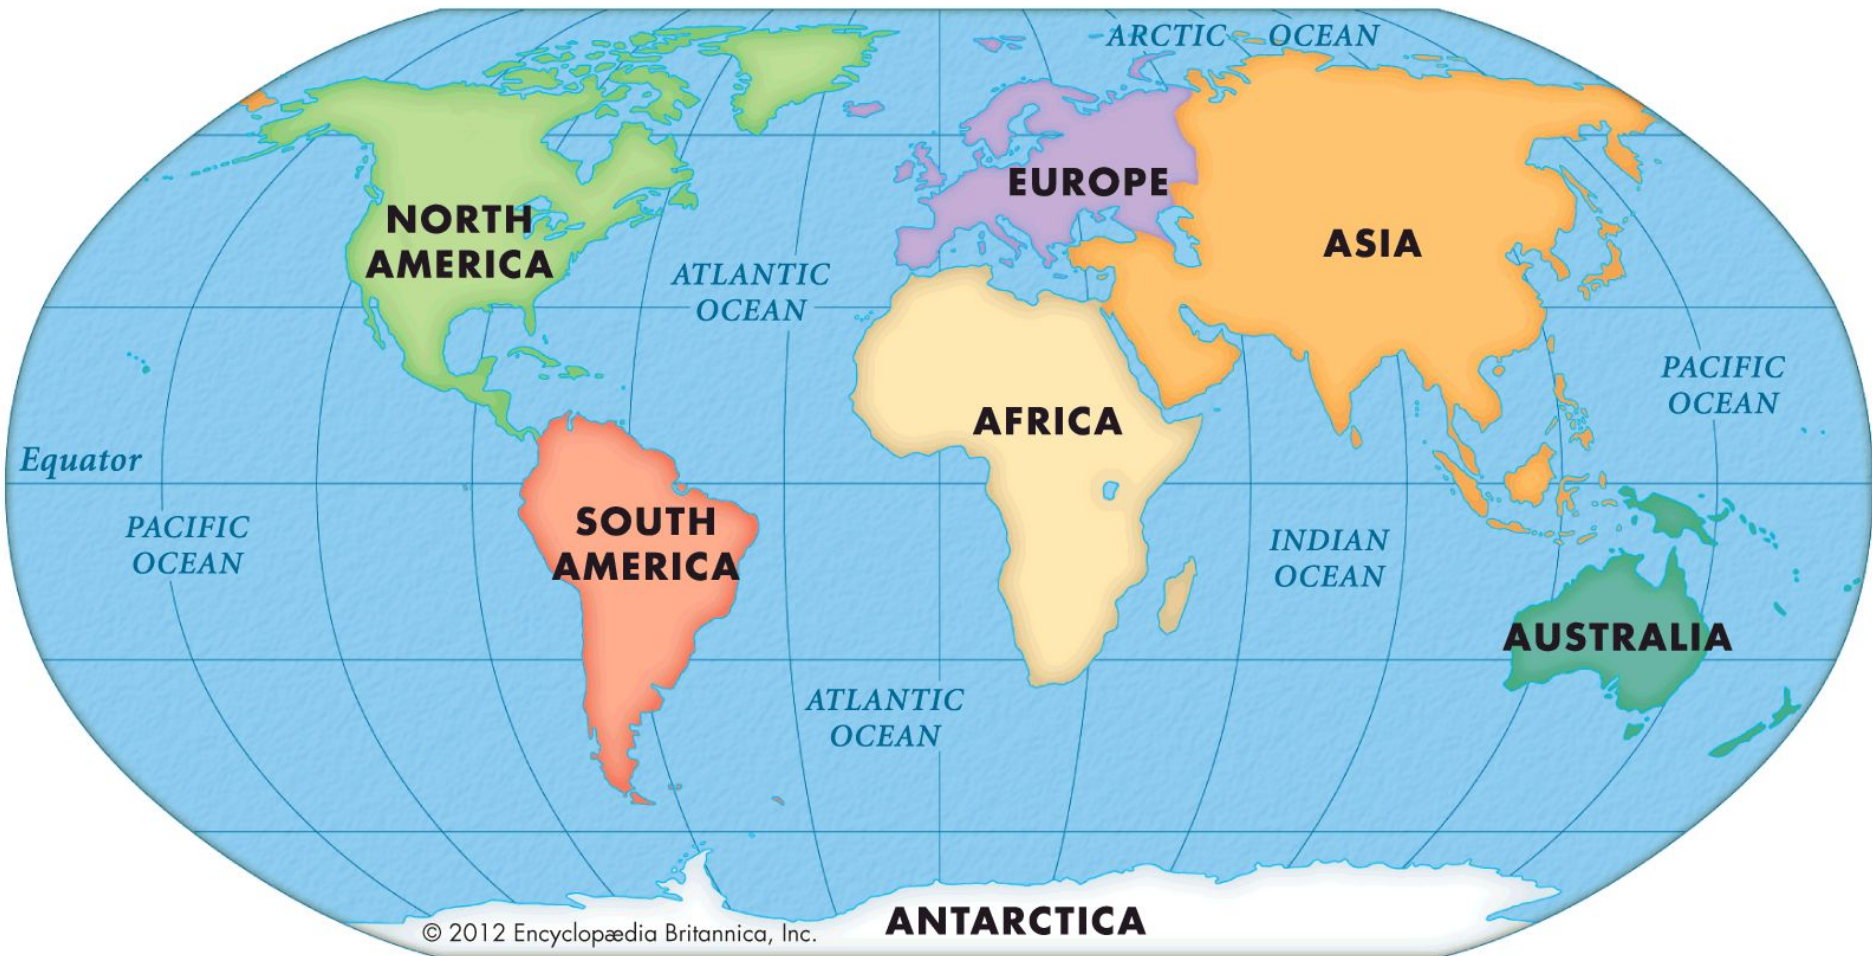 ARCTIC OCEAN
NORTH
AMERICA
EUROPE
ASIA
ATLANTIC
OCEAN
PACIFIC
OCEAN
AFRICA
Equator
PACIFIC
OCEAN
SOUTH
AMERICA
INDIAN
OCEAN
AUSTRALIA
ATLANTIC
OCEAN
ANTARCTICA
© 2012 Encyclopædia Britannica, Inc.